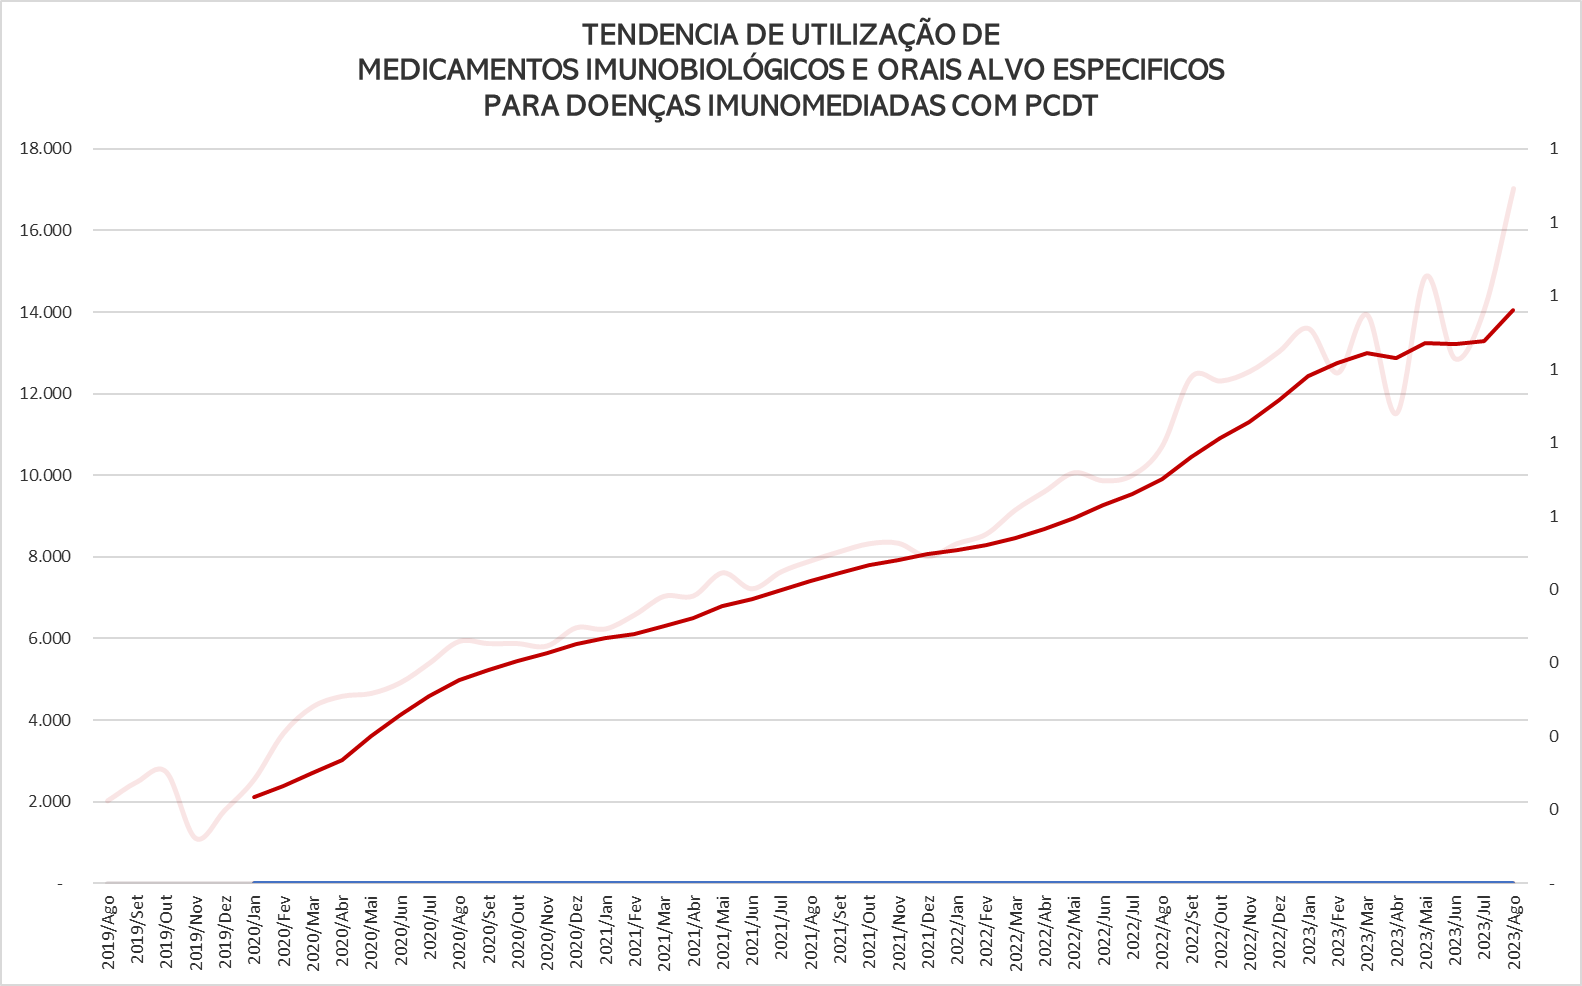 TENDENCIA DE UTILIZAÇÃO DE
MEDICAMENTOS IMUNOBIOLÓGICOS E ORAIS ALVO ESPECIFICOS
PARA DOENÇAS IMUNOMEDIADAS COM PCDT
18.000
16.000
14.000
12.000
10.000
8.000
6.000
4.000
2.000
-
1
1
1
1
1
1
0
0
0
0
-
2019/Ago
2019/Set
2019/Out
2019/Nov
2019/Dez
2020/Jan
2020/Fev
2020/Mar
2020/Abr
2020/Mai
2020/Jun
2020/Jul
2020/Ago
2020/Set
2020/Out
2020/Nov
2020/Dez
2021/Jan
2021/Fev
2021/Mar
2021/Abr
2021/Mai
2021/Jun
2021/Jul
2021/Ago
2021/Set
2021/Out
2021/Nov
2021/Dez
2022/Jan
2022/Fev
2022/Mar
2022/Abr
2022/Mai
2022/Jun
2022/Jul
2022/Ago
2022/Set
2022/Out
2022/Nov
2022/Dez
2023/Jan
2023/Fev
2023/Mar
2023/Abr
2023/Mai
2023/Jun
2023/Jul
2023/Ago